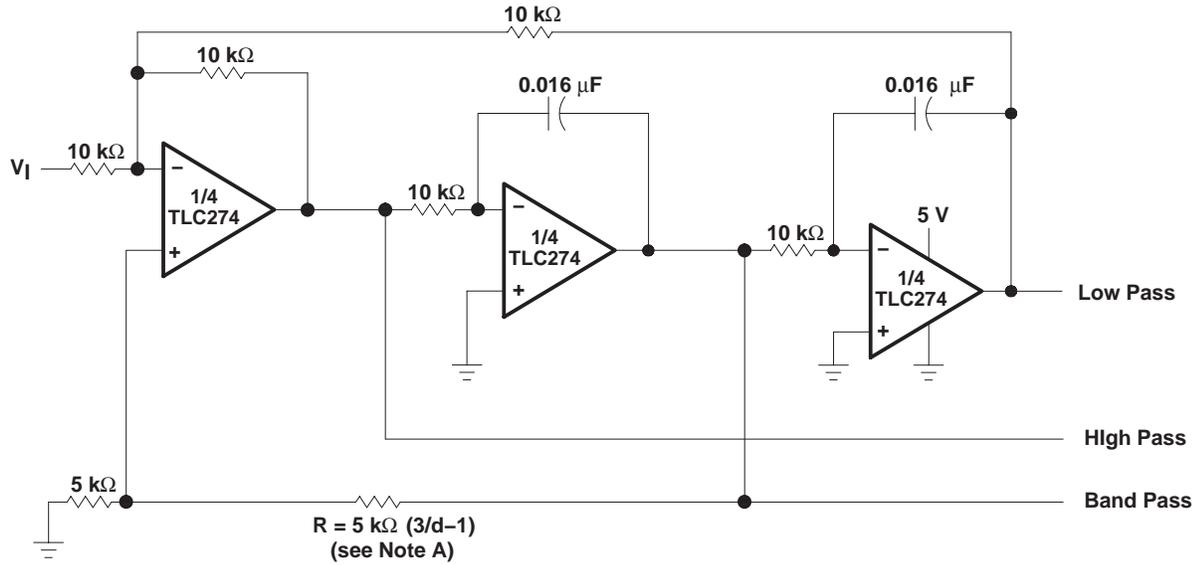 10 kΩ
10 kΩ
0.016 μF
0.016 μF
10 kΩ
VI
−
1/4
TLC274
+
10 kΩ
−
1/4
TLC274
+
10 kΩ
5 V
−
1/4
TLC274
+
Low Pass
HIgh Pass
5 kΩ
Band Pass
R = 5 kΩ (3/d−1)
(see Note A)